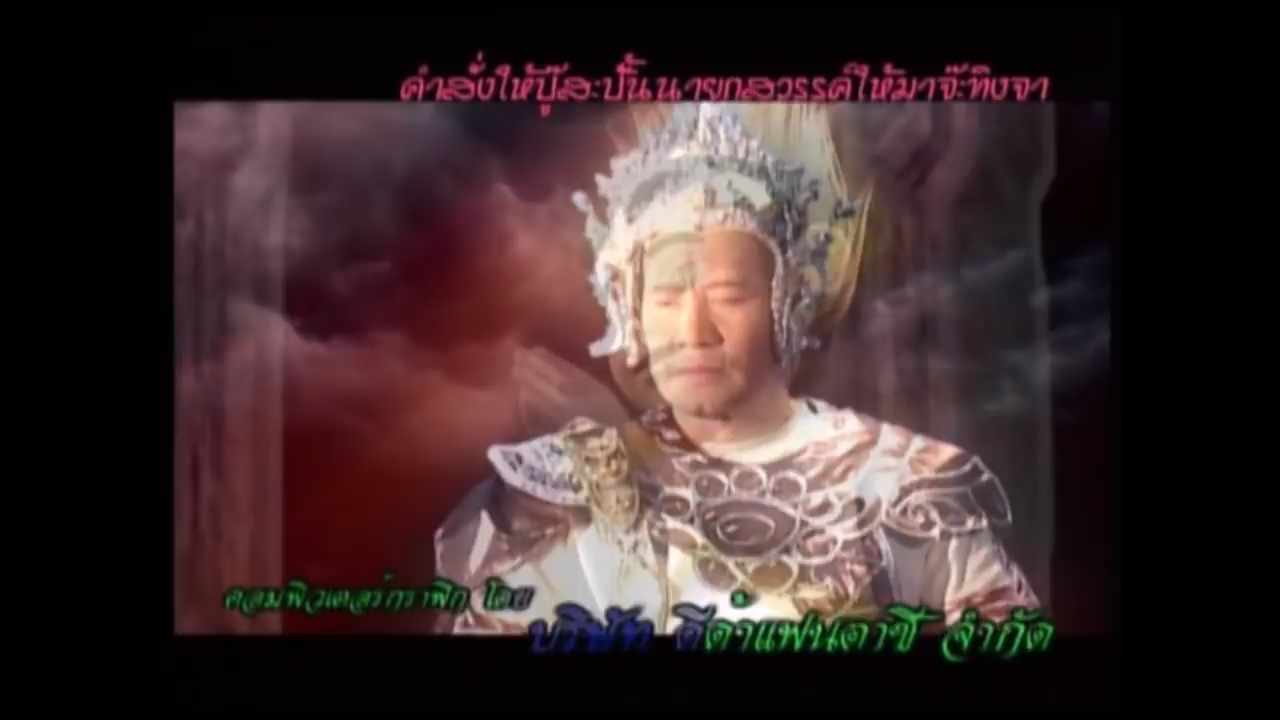 คำสั่งให้ปู๊สะปั้นนายกสวรรค์ให้มาจ๊ะทิงจา
คอมพิวเตอร์กราฟิก โดย
บริษัท ดีด้าแฟนตาซี จำกัด